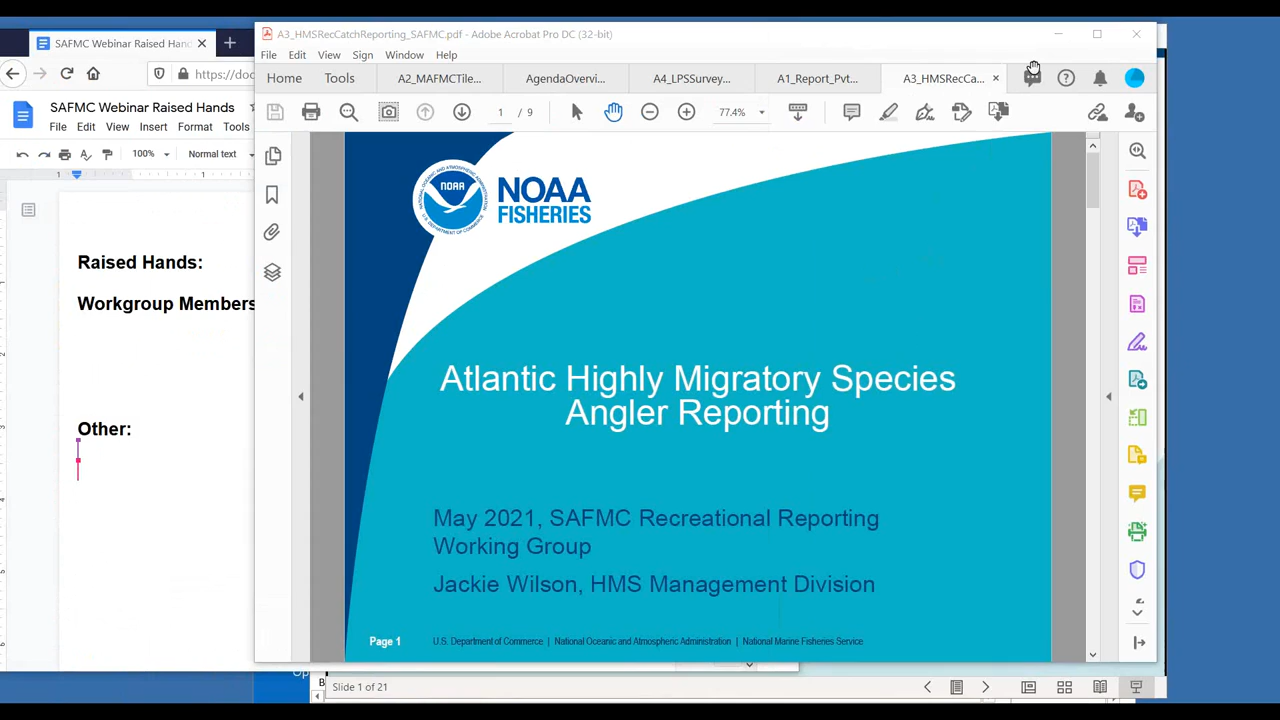 SAFMC Webinar Raised Han
https://doc
SAFMC Webinar Raised Hands
File Edit View Insert Format Tools
100% Normal text
Raised Hands:
Workgroup Members
Other:
A3_HMSRecCatchReporting_SAFMC.pdf - Adobe Acrobat Pro DC (32-bit)
File Edit View Sign Window Help
Home Tools A2_MAFMCTile... AgendaOvervi... A4_LPSSurvey... A1_Report_Pvt... A3_HMSRecCa...
1 / 9 77.4%
NOAA
NOAA
FISHERIES
Atlantic Highly Migratory Species
Angler Reporting
May 2021, SAFMC Recreational Reporting
Working Group
Jackie Wilson, HMS Management Division
Page 1 U.S. Department of Commerce | National Oceanic and Atmospheric Administration | National Marine Fisheries Service
Slide 1 of 21